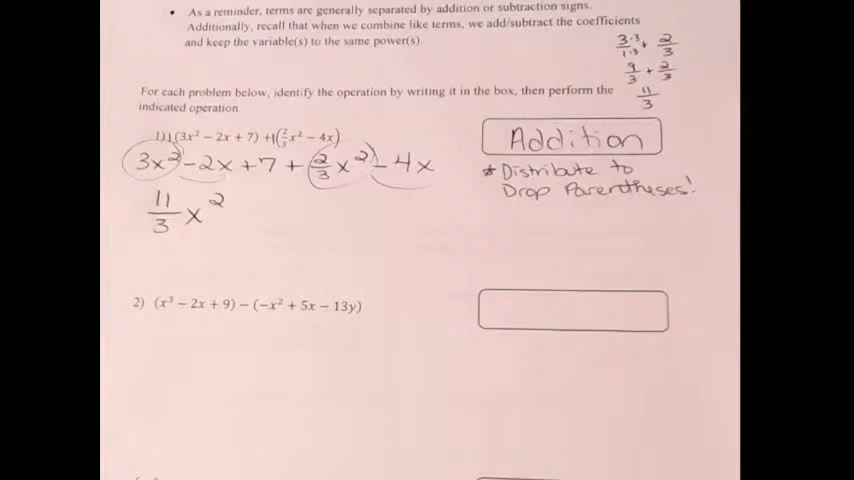 • As a reminder, terms are generally separated by addition or subtraction signs.
Additionally, recall that when we combine like terms, we add/subtract the coefficients
and keep the variable(s) to the same power(s).
3·3/1·3 + 2/3
9/3 + 2/3
11/3
For each problem below, identify the operation by writing it in the box, then perform the
indicated operation.
1) 1(3x² − 2x + 7) +1(2/3x² − 4x)
Addition
3x² − 2x + 7 + 2/3x² − 4x
* Distribute to
Drop Parentheses!
11/3 x²
2) (x³ − 2x + 9) − (−x² + 5x − 13y)